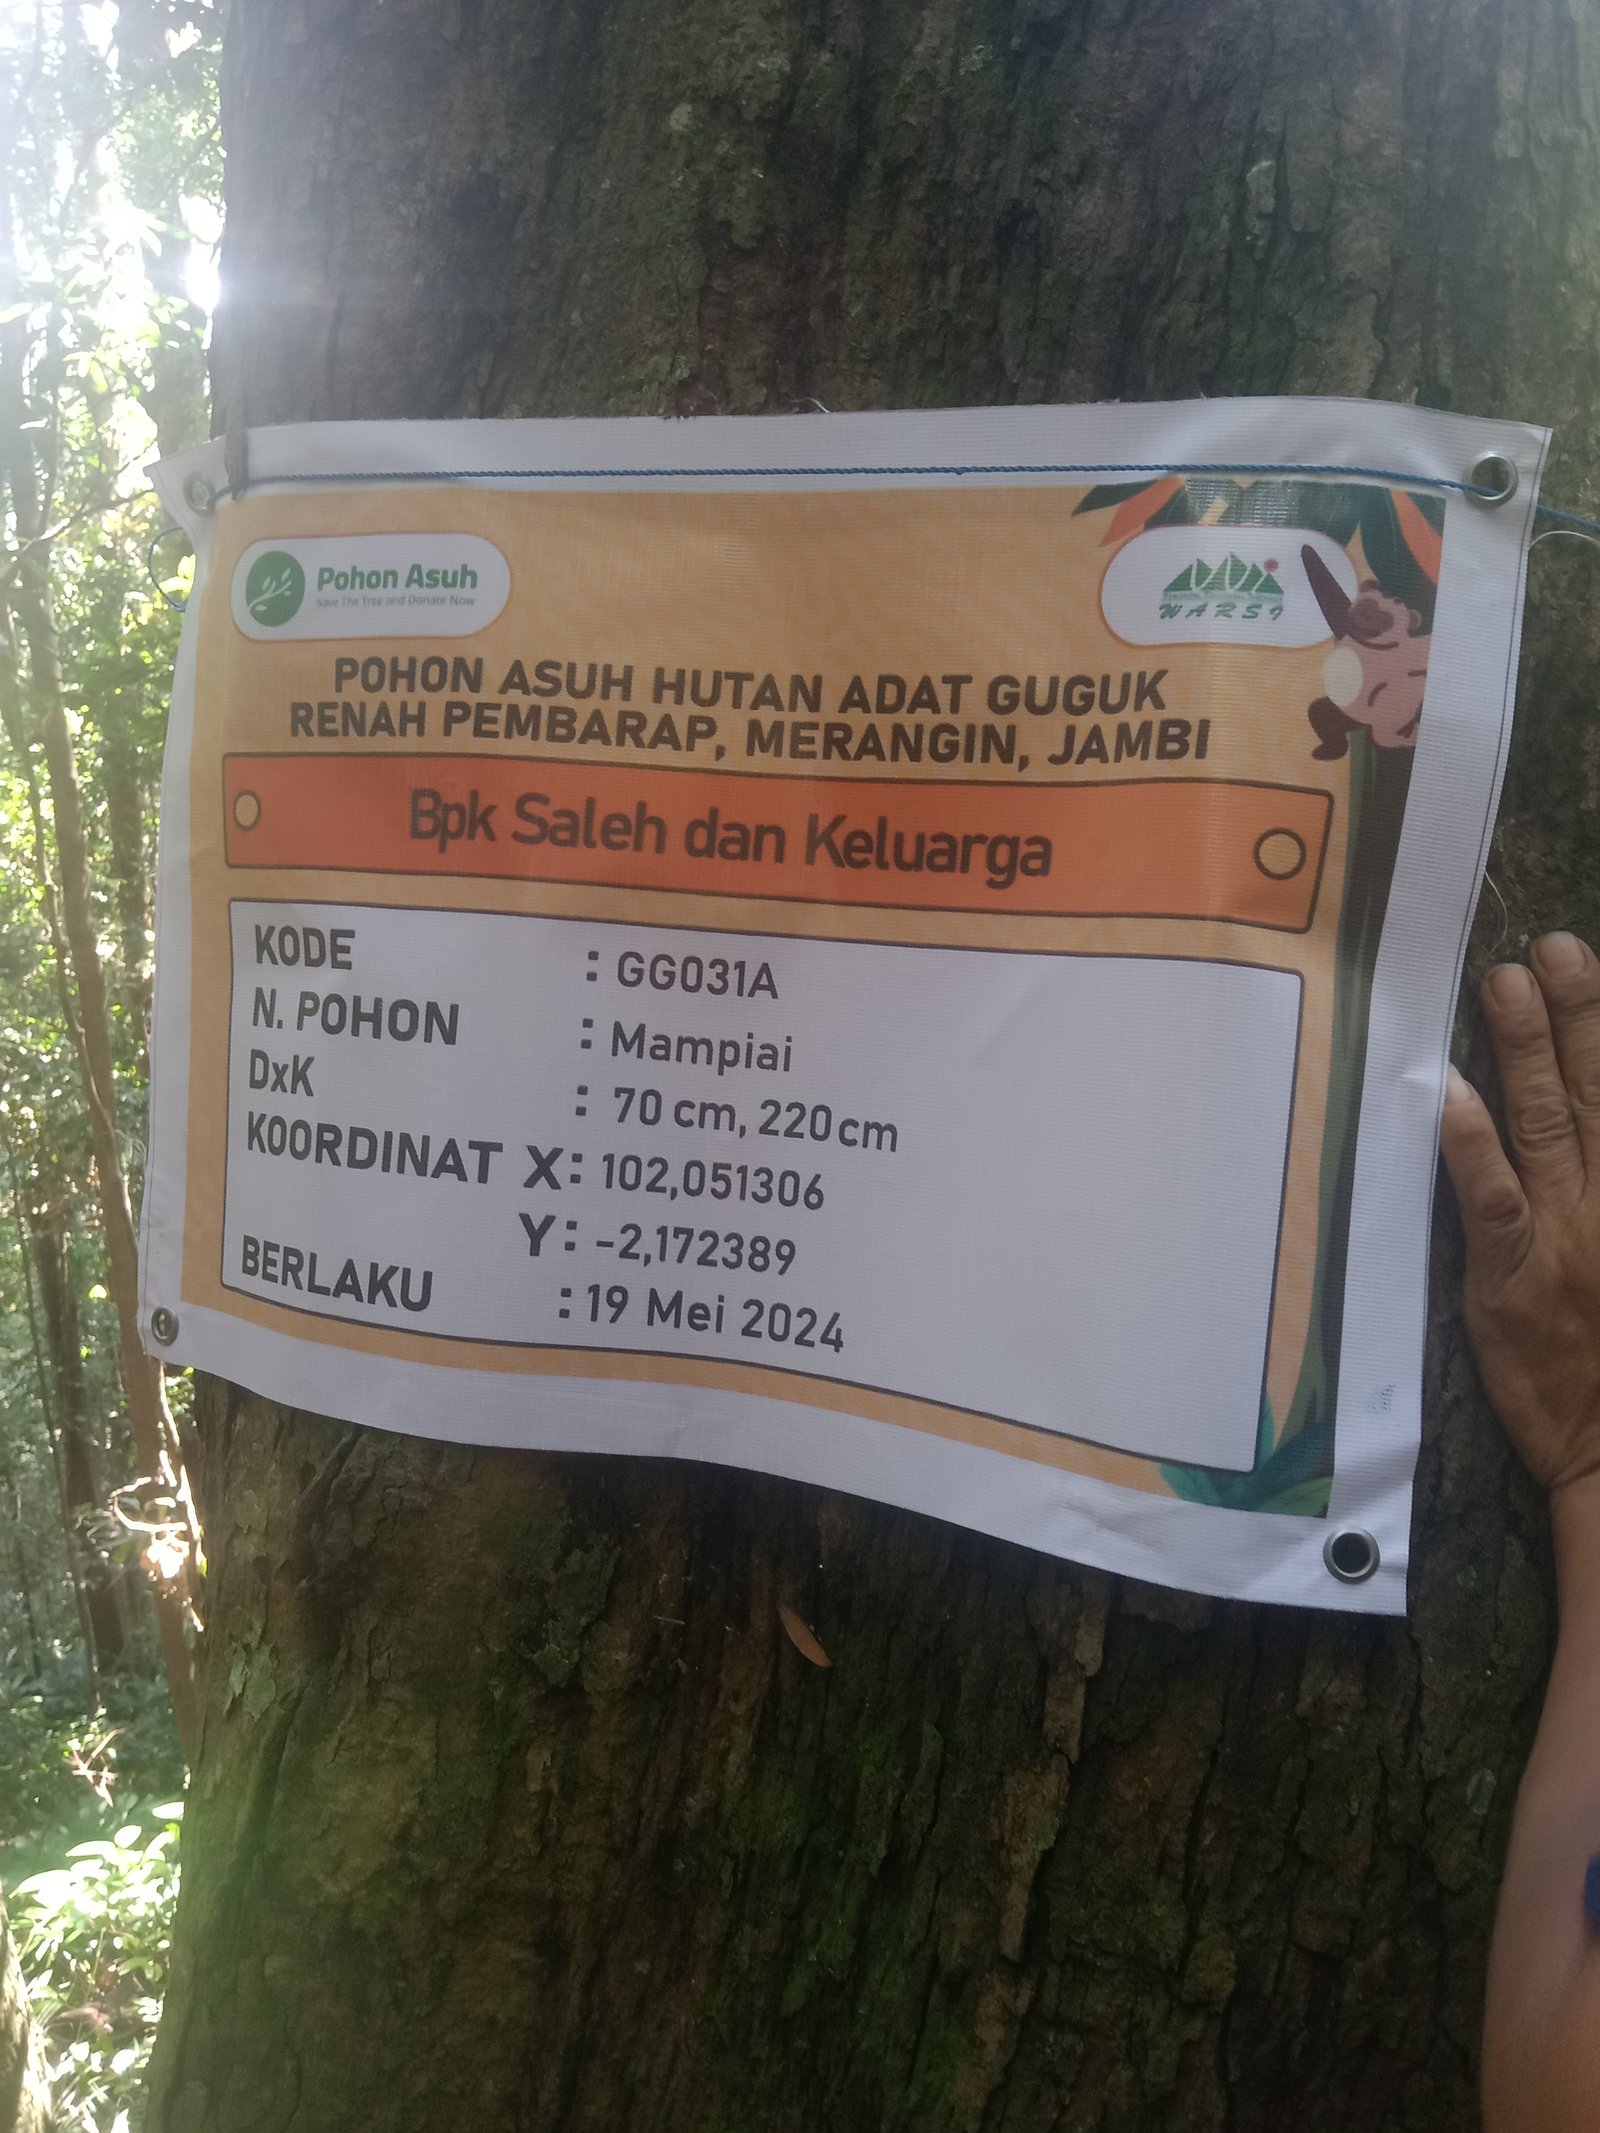 Pohon Asuh
Save The Tree and Donate Now
WARSI
POHON ASUH HUTAN ADAT GUGUK
RENAH PEMBARAP, MERANGIN, JAMBI
Bpk Saleh dan Keluarga
KODE : GG031A
N. POHON : Mampiai
DxK : 70 cm, 220cm
KOORDINAT X: 102,051306
Y: -2,172389
BERLAKU : 19 Mei 2024